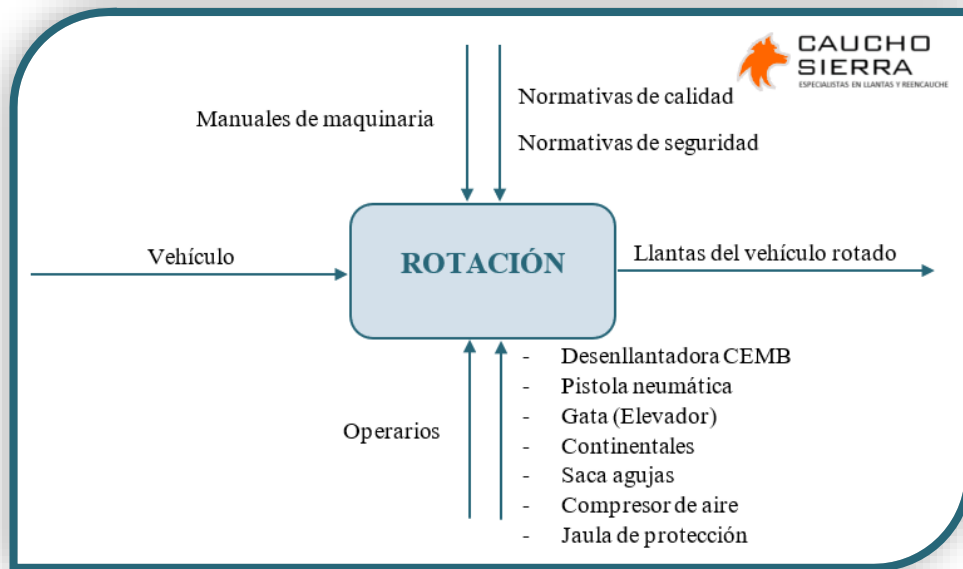 CAUCHO
SIERRA
ESPECIALISTAS EN LLANTAS Y REENCAUCHE
Manuales de maquinaria
Normativas de calidad
Normativas de seguridad
Vehículo
ROTACIÓN
Llantas del vehículo rotado
Operarios
- Desenllantadora CEMB
- Pistola neumática
- Gata (Elevador)
- Continentales
- Saca agujas
- Compresor de aire
- Jaula de protección